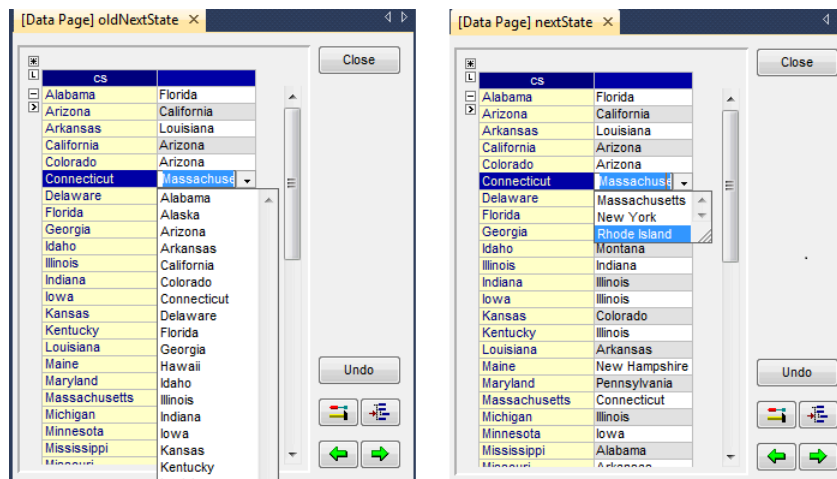 [Data Page] oldNextState ×
Close
L
cs
Alabama Florida
Arizona California
Arkansas Louisiana
California Arizona
Colorado Arizona
Connecticut Massachuse
Delaware
Florida
Georgia
Idaho
Illinois
Indiana
Iowa
Kansas
Kentucky
Louisiana
Maine
Maryland
Massachusetts
Michigan
Minnesota
Mississippi
Missouri
Alabama
Alaska
Arizona
Arkansas
California
Colorado
Connecticut
Delaware
Florida
Georgia
Hawaii
Idaho
Illinois
Indiana
Iowa
Kansas
Kentucky
Undo
[Data Page] nextState ×
Close
L
cs
Alabama Florida
Arizona California
Arkansas Louisiana
California Arizona
Colorado Arizona
Connecticut Massachuse
Delaware
Florida
Georgia
Massachusetts
New York
Rhode Island
Idaho Montana
Illinois Indiana
Indiana Illinois
Iowa Illinois
Kansas Colorado
Kentucky Illinois
Louisiana Arkansas
Maine New Hampshire
Maryland Pennsylvania
Massachusetts Connecticut
Michigan Illinois
Minnesota Iowa
Mississippi Alabama
Missouri Arkansas
Undo